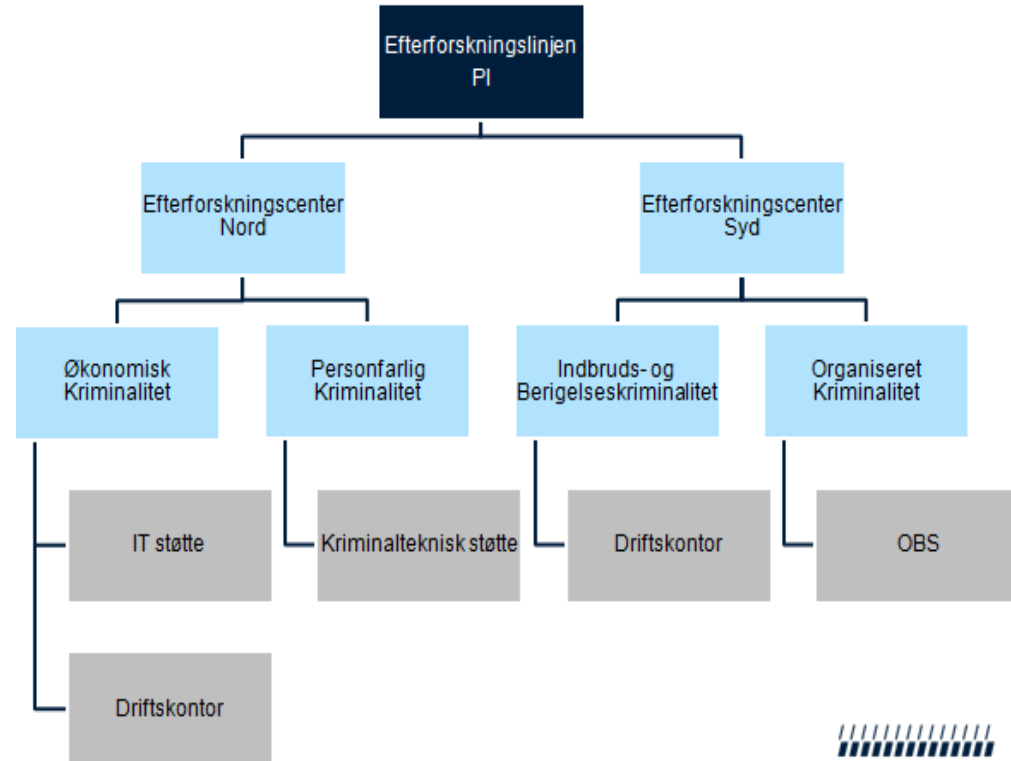 Efterforskningslinjen
PI
Efterforskningscenter
Nord
Efterforskningscenter
Syd
Økonomisk
Kriminalitet
Personfarlig
Kriminalitet
Indbruds- og
Berigelseskriminalitet
Organiseret
Kriminalitet
IT støtte
Kriminalteknisk støtte
Driftskontor
OBS
Driftskontor